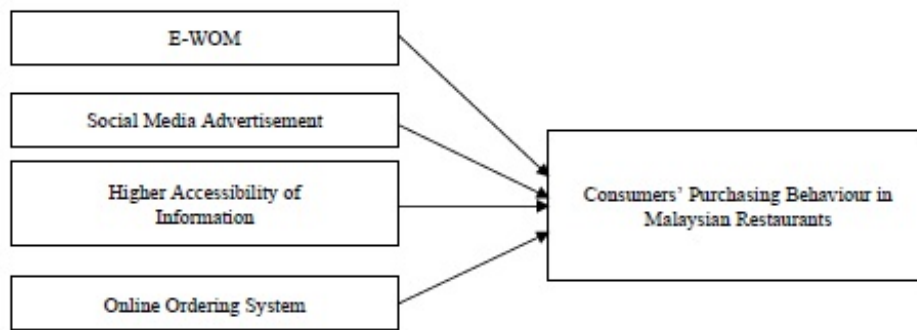 E-WOM
Social Media Advertisement
Higher Accessibility of
Information
Online Ordering System
Consumers’ Purchasing Behaviour in
Malaysian Restaurants